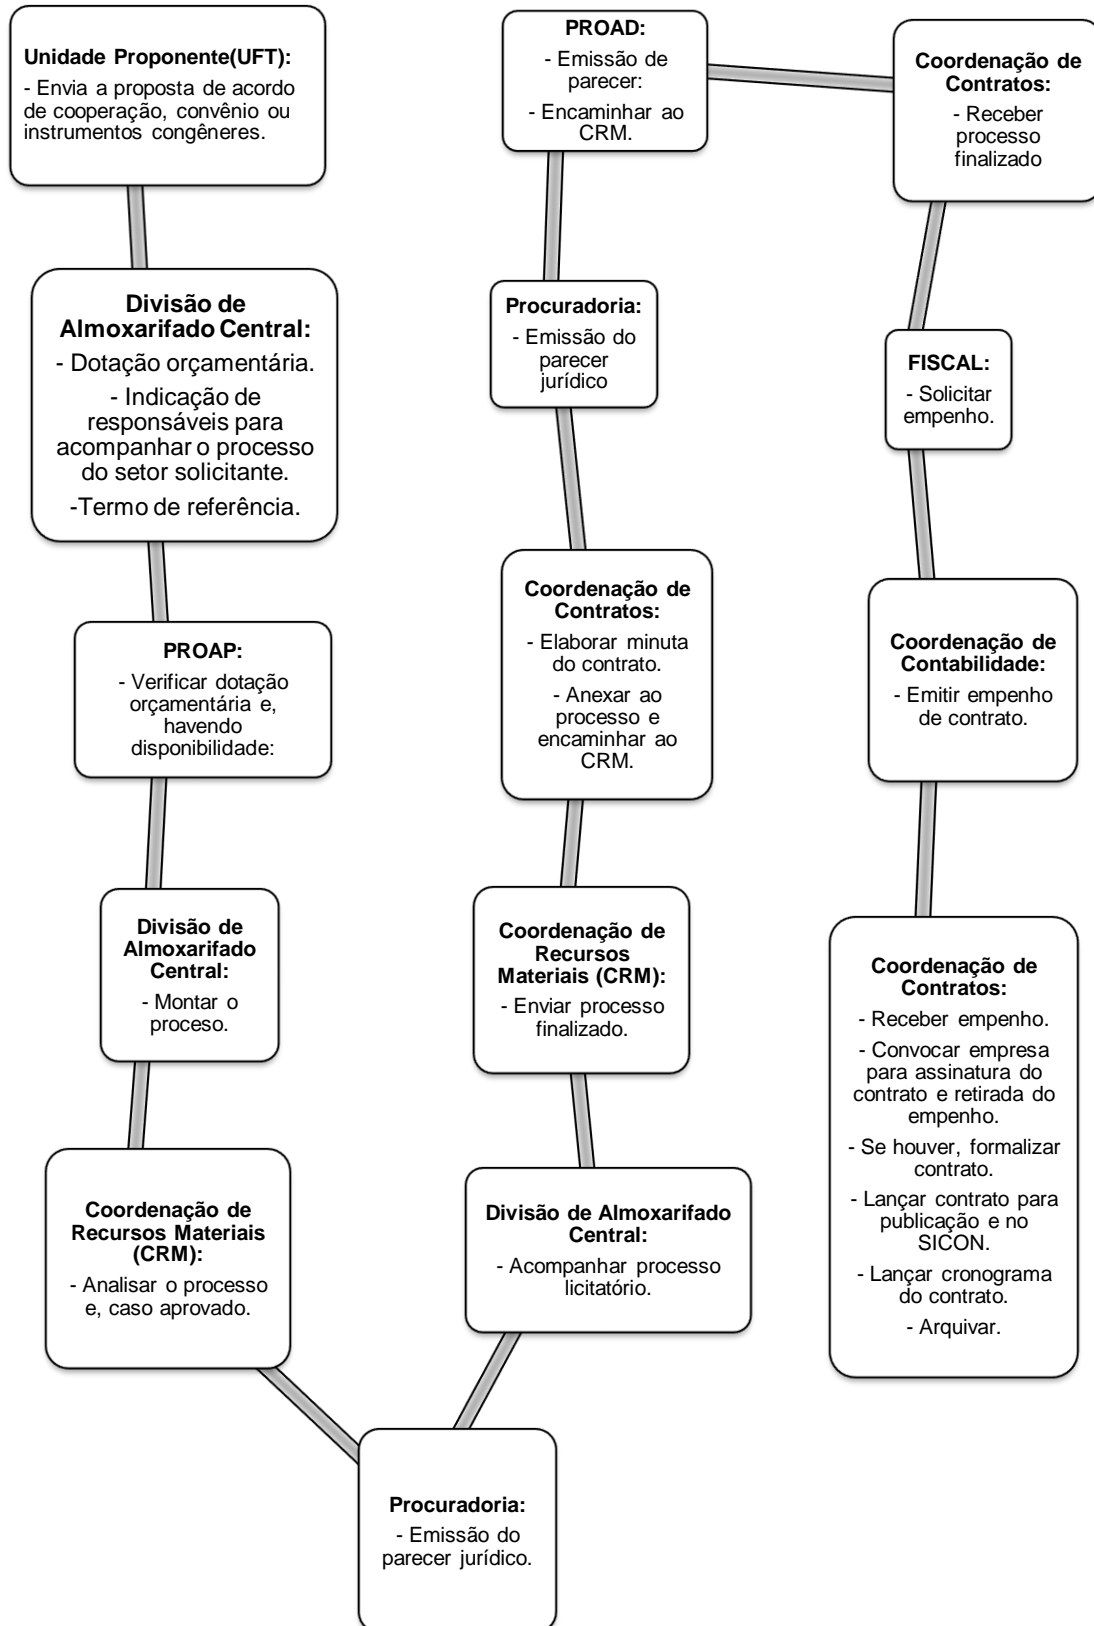 Unidade Proponente(UFT):
- Envia a proposta de acordo
de cooperação, convênio ou
instrumentos congêneres.
Divisão de
Almoxarifado Central:
- Dotação orçamentária.
- Indicação de
responsáveis para
acompanhar o processo
do setor solicitante.
-Termo de referência.
PROAP:
- Verificar dotação
orçamentária e,
havendo
disponibilidade:
Divisão de
Almoxarifado
Central:
- Montar o
proceso.
Coordenação de
Recursos Materiais
(CRM):
- Analisar o processo
e, caso aprovado.
Procuradoria:
- Emissão do
parecer jurídico.
Divisão de Almoxarifado
Central:
- Acompanhar processo
licitatório.
Coordenação de
Recursos
Materiais (CRM):
- Enviar processo
finalizado.
Coordenação de
Contratos:
- Elaborar minuta
do contrato.
- Anexar ao
processo e
encaminhar ao
CRM.
Procuradoria:
- Emissão do
parecer
jurídico
PROAD:
- Emissão de
parecer:
- Encaminhar ao
CRM.
Coordenação de
Contratos:
- Receber
processo
finalizado
FISCAL:
- Solicitar
empenho.
Coordenação de
Contabilidade:
- Emitir empenho
de contrato.
Coordenação de
Contratos:
- Receber empenho.
- Convocar empresa
para assinatura do
contrato e retirada do
empenho.
- Se houver, formalizar
contrato.
- Lançar contrato para
publicação e no
SICON.
- Lançar cronograma
do contrato.
- Arquivar.